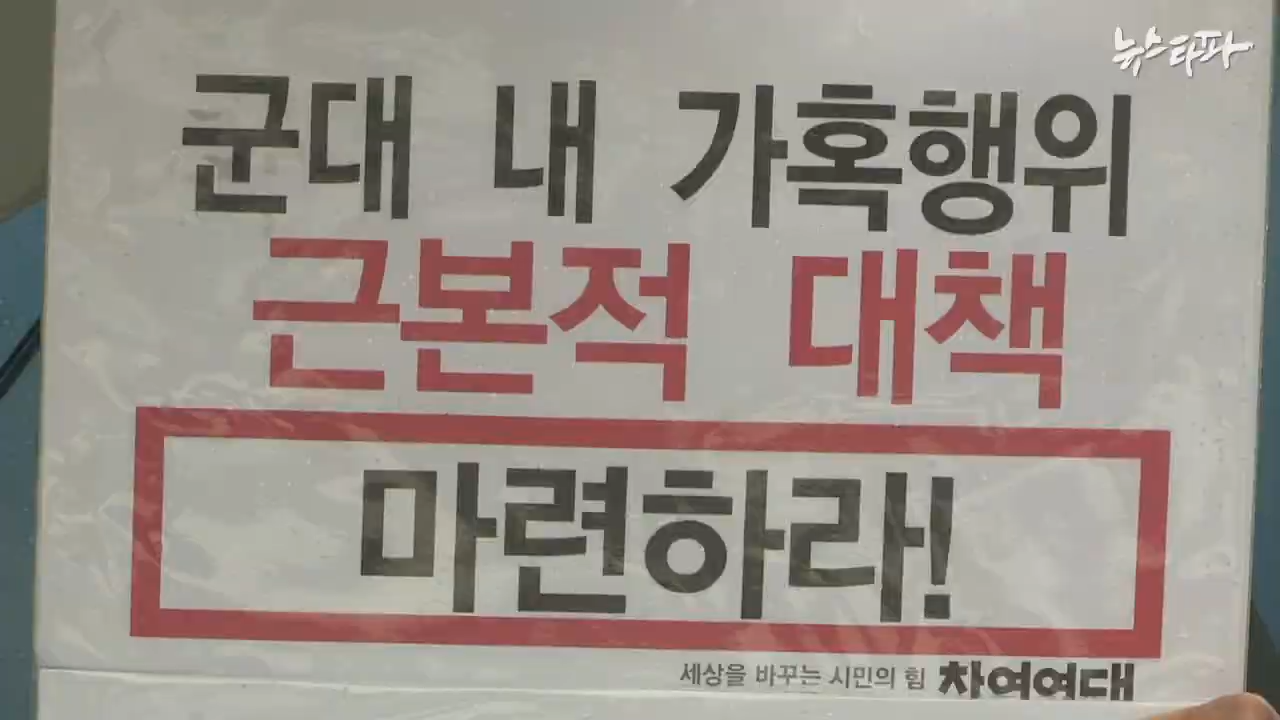 뉴스타파
군대 내 가혹행위
근본적 대책
마련하라!
세상을 바꾸는 시민의 힘 참여연대